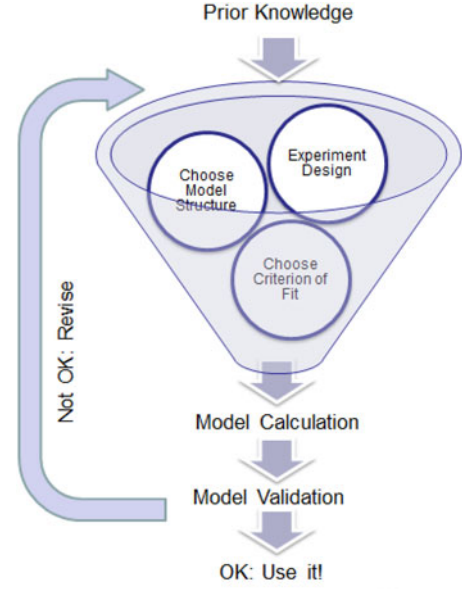 Prior Knowledge
Experiment
Design
Choose
Model
Structure
Choose
Criterion of
Fit
Not OK: Revise
Model Calculation
Model Validation
OK: Use it!